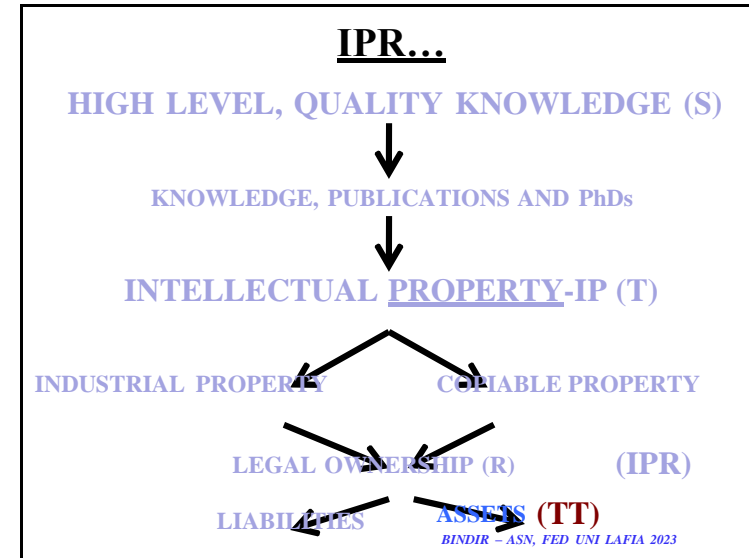 IPR...
HIGH LEVEL, QUALITY KNOWLEDGE (S)
KNOWLEDGE, PUBLICATIONS AND PhDs
INTELLECTUAL PROPERTY-IP (T)
INDUSTRIAL PROPERTY COPIABLE PROPERTY
LEGAL OWNERSHIP (R) (IPR)
LIABILITIES ASSETS (TT)
BINDIR – ASN, FED UNI LAFIA 2023